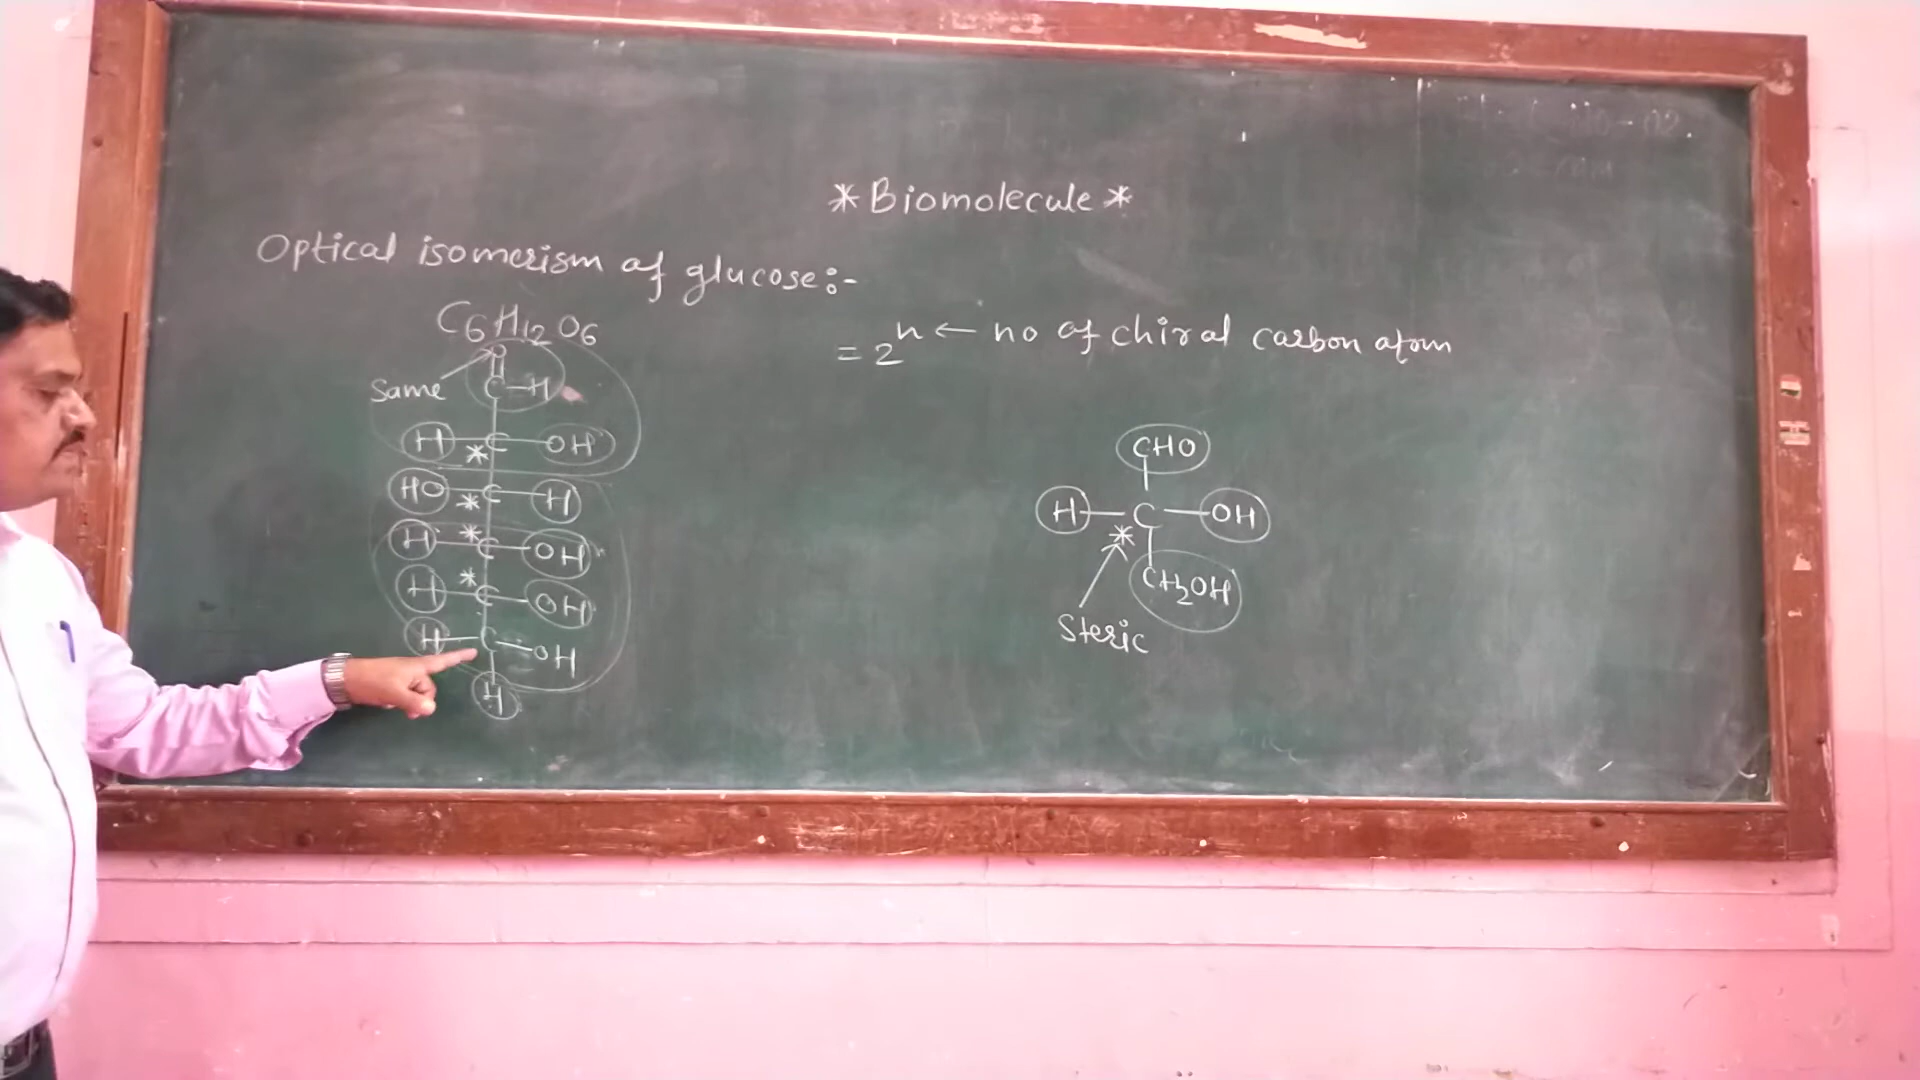 *Biomolecule*
Optical isomerism of glucose:-
C6H12O6
= 2^n ← no of chiral carbon atom
Same
O
C-H
H-C-OH
*
HO-C-H
*
H-C-OH
*
H-C-OH
*
H-C-OH
H
CHO
H-C-OH
*
CH2OH
Steric